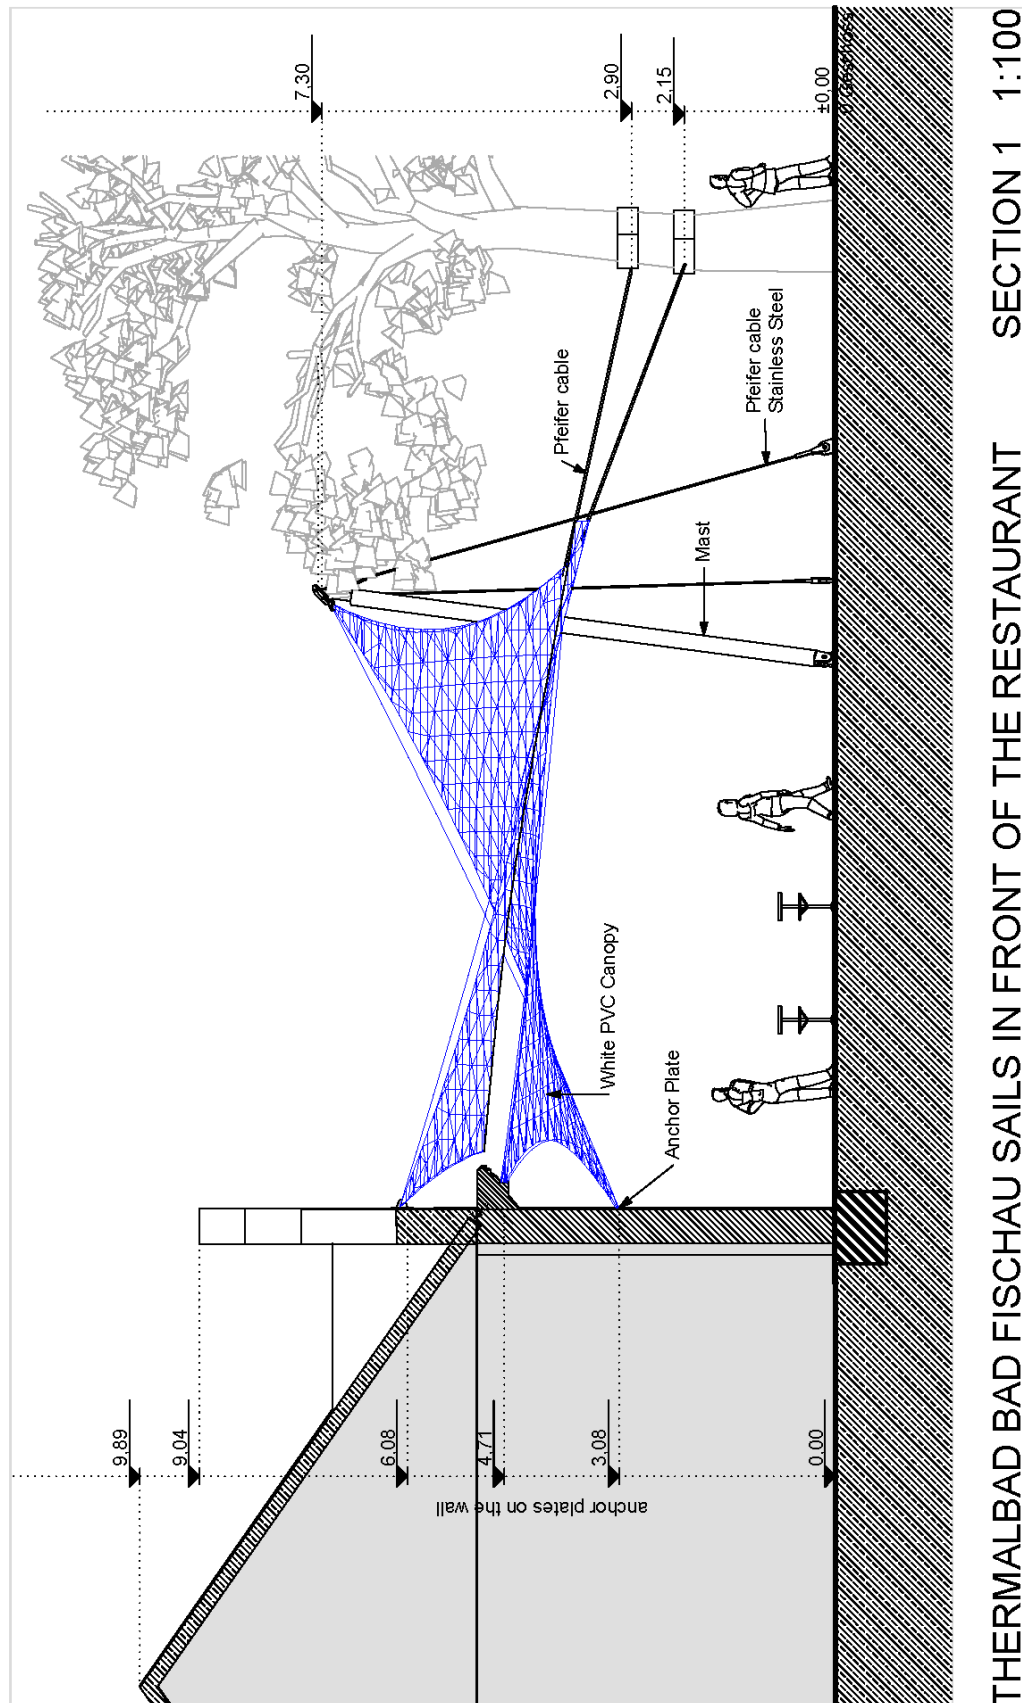 9,89
9,04
6,08
4,71
3,08
0,00
anchor plates on the wall
Anchor Plate
White PVC Canopy
Mast
Pfeifer cable
Pfeifer cable
Stainless Steel
7,30
2,90
2,15
±0,00
0 Geschoss
THERMALBAD BAD FISCHAU SAILS IN FRONT OF THE RESTAURANT SECTION 1 1:100